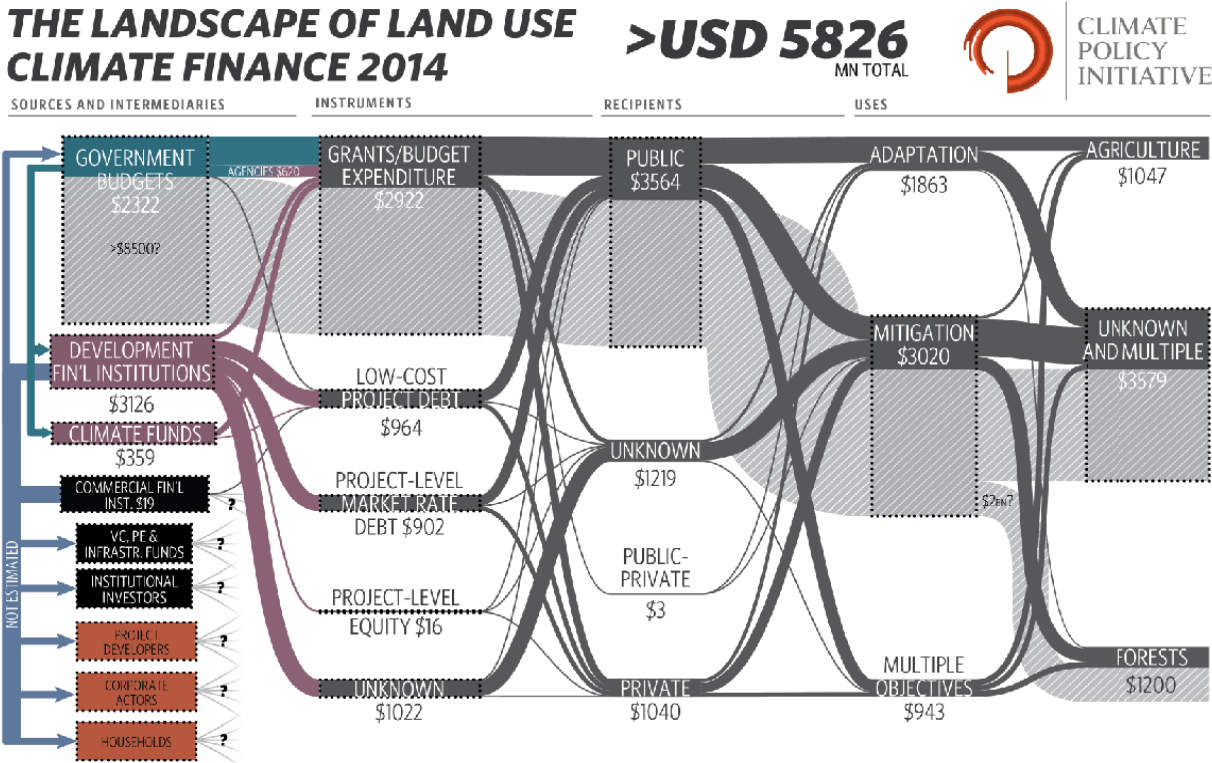 THE LANDSCAPE OF LAND USE
CLIMATE FINANCE 2014
>USD 5826
MN TOTAL
CLIMATE
POLICY
INITIATIVE
SOURCES AND INTERMEDIARIES
INSTRUMENTS
RECIPIENTS
USES
GOVERNMENT
BUDGETS
$2322
>$8500?
AGENCIES $620
DEVELOPMENT
FIN'L INSTITUTIONS
$3126
CLIMATE FUNDS
$359
COMMERCIAL FIN'L
INST. $19
?
VC, PE &
INFRASTR. FUNDS
?
INSTITUTIONAL
INVESTORS
?
PROJECT
DEVELOPERS
?
CORPORATE
ACTORS
?
HOUSEHOLDS
?
NOT ESTIMATED
GRANTS/BUDGET
EXPENDITURE
$2922
LOW-COST
PROJECT DEBT
$964
PROJECT-LEVEL
MARKET RATE
DEBT $902
PROJECT-LEVEL
EQUITY $16
UNKNOWN
$1022
PUBLIC
$3564
UNKNOWN
$1219
PUBLIC-
PRIVATE
$3
PRIVATE
$1040
ADAPTATION
$1863
MITIGATION
$3020
$2BN?
MULTIPLE
OBJECTIVES
$943
AGRICULTURE
$1047
UNKNOWN
AND MULTIPLE
$3579
FORESTS
$1200